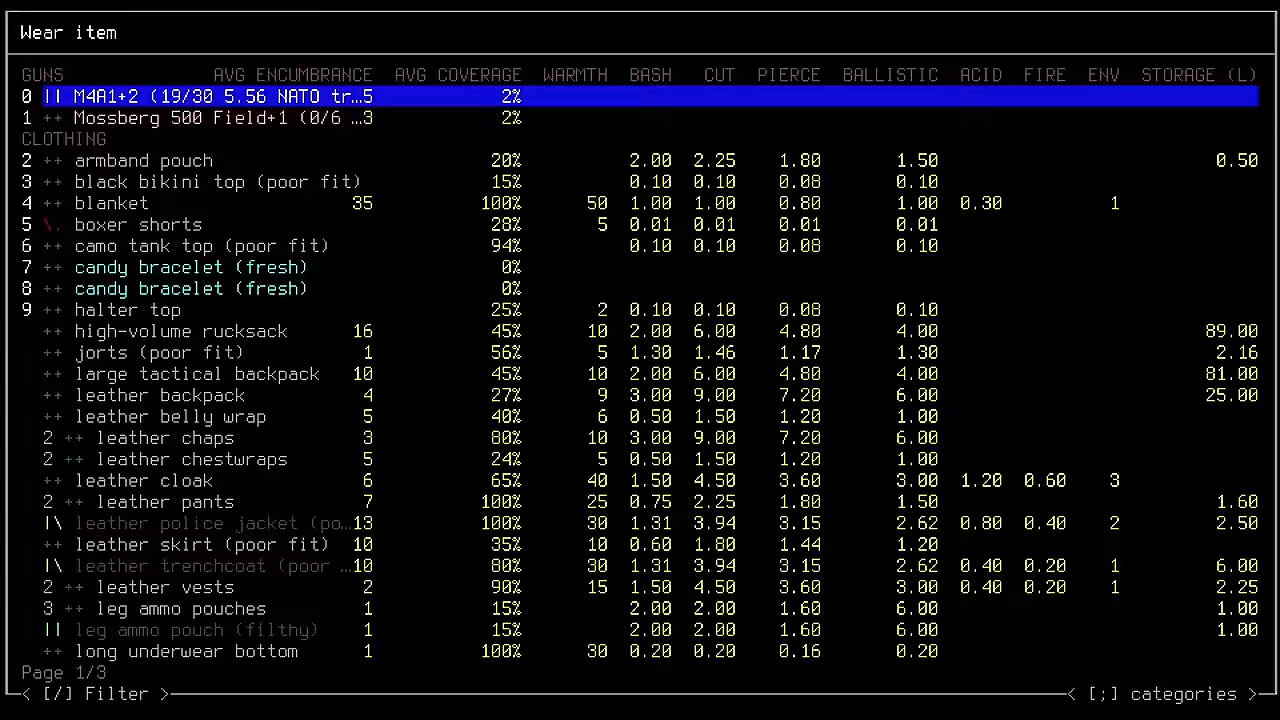 Wear item
GUNS AVG ENCUMBRANCE AVG COVERAGE WARMTH BASH CUT PIERCE BALLISTIC ACID FIRE ENV STORAGE (L)
0 || M4A1+2 (19/30 5.56 NATO tr…5 2%
1 ++ Mossberg 500 Field+1 (0/6 …3 2%
CLOTHING
2 ++ armband pouch 20% 2.00 2.25 1.80 1.50 0.50
3 ++ black bikini top (poor fit) 15% 0.10 0.10 0.08 0.10
4 ++ blanket 35 100% 50 1.00 1.00 0.80 1.00 0.30 1
5 \. boxer shorts 28% 5 0.01 0.01 0.01 0.01
6 ++ camo tank top (poor fit) 94% 0.10 0.10 0.08 0.10
7 ++ candy bracelet (fresh) 0%
8 ++ candy bracelet (fresh) 0%
9 ++ halter top 25% 2 0.10 0.10 0.08 0.10
++ high-volume rucksack 16 45% 10 2.00 6.00 4.80 4.00 89.00
++ jorts (poor fit) 1 56% 5 1.30 1.46 1.17 1.30 2.16
++ large tactical backpack 10 45% 10 2.00 6.00 4.80 4.00 81.00
++ leather backpack 4 27% 9 3.00 9.00 7.20 6.00 25.00
++ leather belly wrap 5 40% 6 0.50 1.50 1.20 1.00
2 ++ leather chaps 3 80% 10 3.00 9.00 7.20 6.00
2 ++ leather chestwraps 5 24% 5 0.50 1.50 1.20 1.00
++ leather cloak 6 65% 40 1.50 4.50 3.60 3.00 1.20 0.60 3
2 ++ leather pants 7 100% 25 0.75 2.25 1.80 1.50 1.60
|\ leather police jacket (po…13 100% 30 1.31 3.94 3.15 2.62 0.80 0.40 2 2.50
++ leather skirt (poor fit) 10 35% 10 0.60 1.80 1.44 1.20
|\ leather trenchcoat (poor …10 80% 30 1.31 3.94 3.15 2.62 0.40 0.20 1 6.00
2 ++ leather vests 2 90% 15 1.50 4.50 3.60 3.00 0.40 0.20 1 2.25
3 ++ leg ammo pouches 1 15% 2.00 2.00 1.60 6.00 1.00
|| leg ammo pouch (filthy) 1 15% 2.00 2.00 1.60 6.00 1.00
++ long underwear bottom 1 100% 30 0.20 0.20 0.16 0.20
Page 1/3
< [/] Filter > < [;] categories >